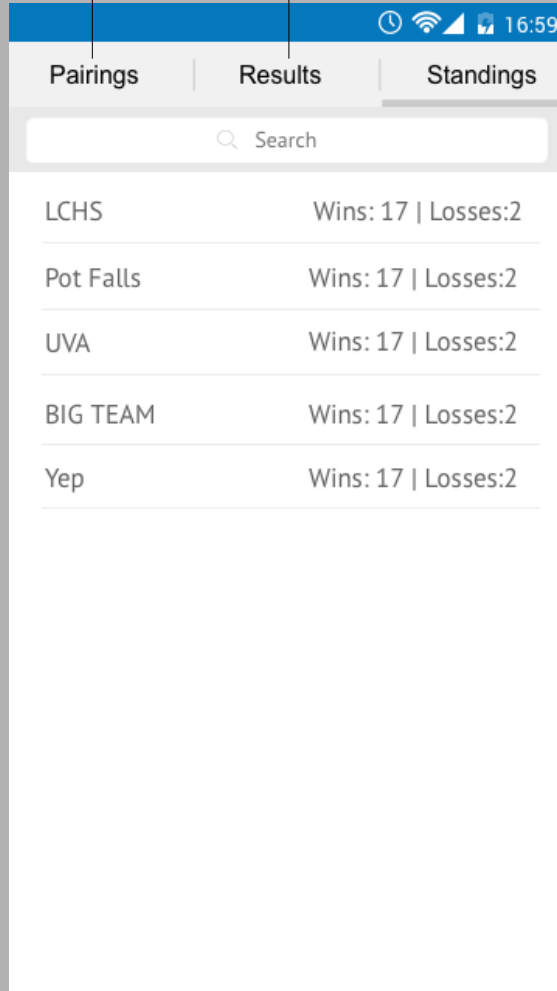 16:59
Pairings Results Standings
Search
LCHS Wins: 17 | Losses:2
Pot Falls Wins: 17 | Losses:2
UVA Wins: 17 | Losses:2
BIG TEAM Wins: 17 | Losses:2
Yep Wins: 17 | Losses:2